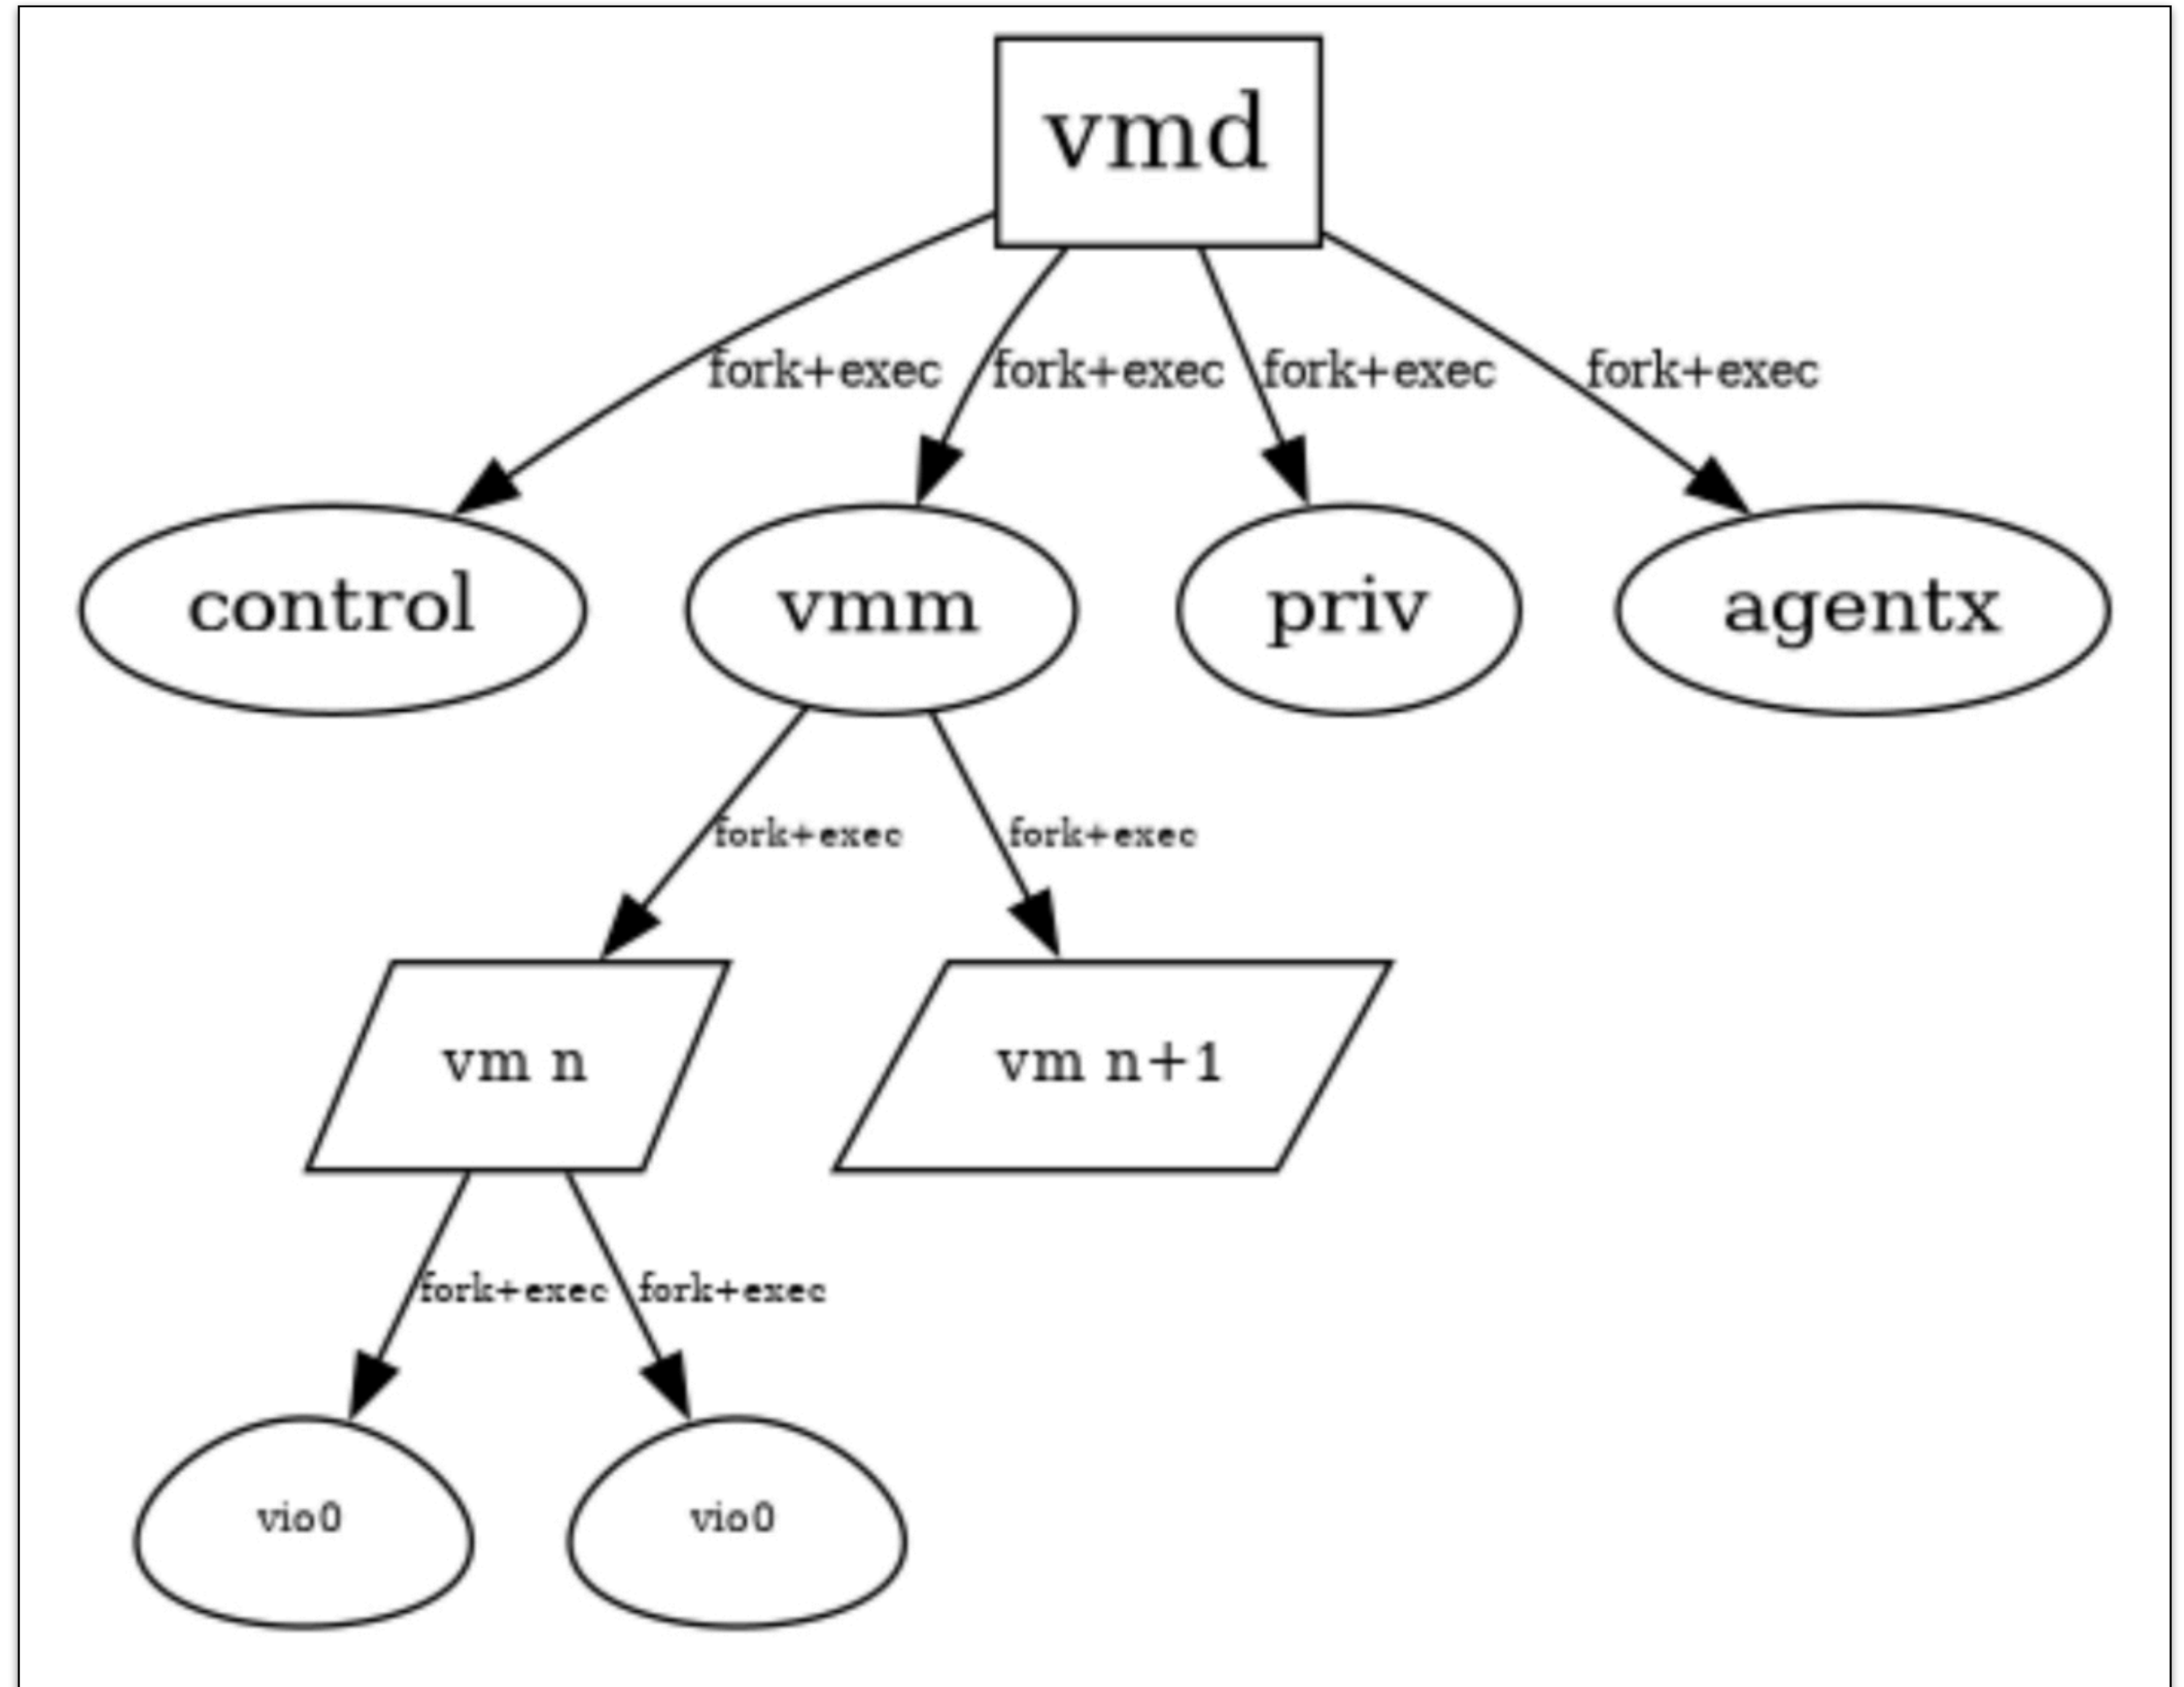 vmd
fork+exec fork+exec fork+exec fork+exec
control vmm priv agentx
fork+exec fork+exec
vm n vm n+1
fork+exec fork+exec
vio0 vio0